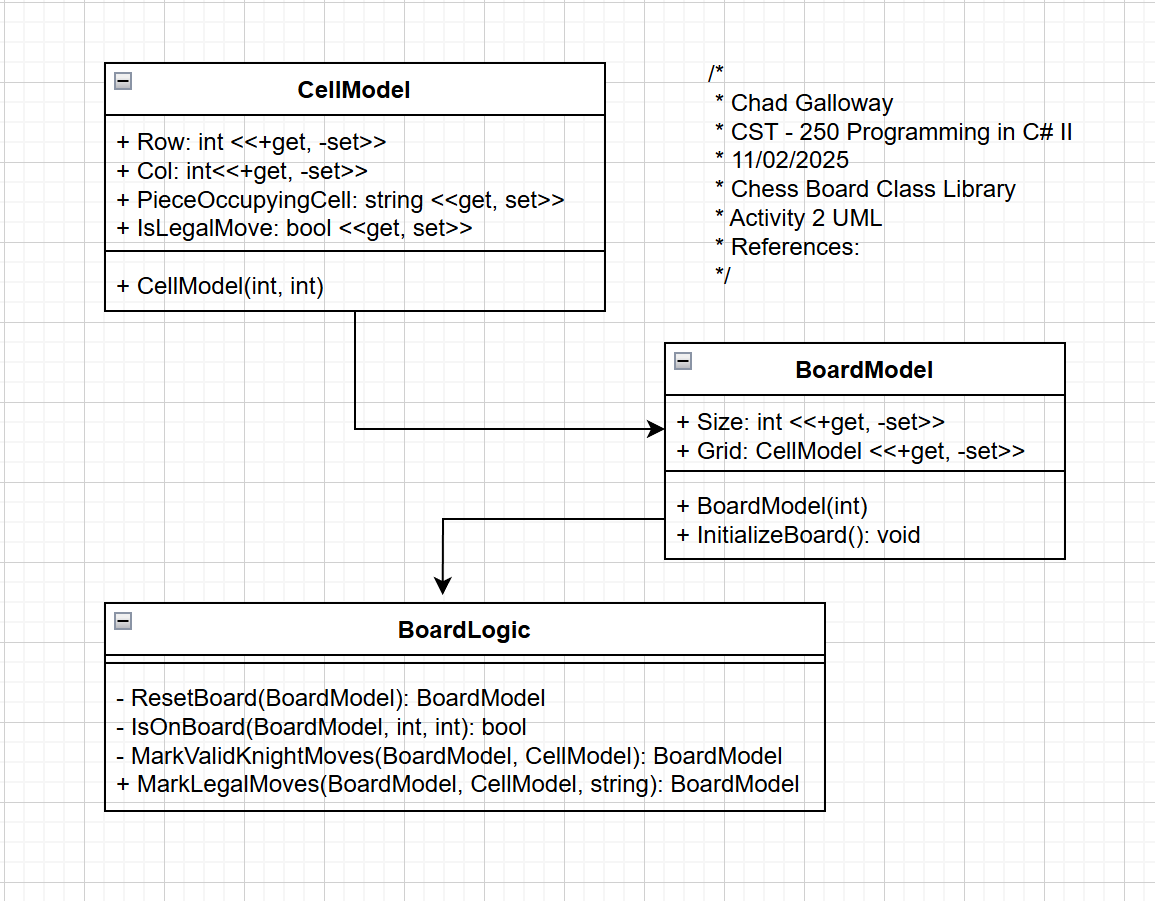 CellModel
+ Row: int <<+get, -set>>
+ Col: int<<+get, -set>>
+ PieceOccupyingCell: string <<get, set>>
+ IsLegalMove: bool <<get, set>>
+ CellModel(int, int)
/*
* Chad Galloway
* CST - 250 Programming in C# II
* 11/02/2025
* Chess Board Class Library
* Activity 2 UML
* References:
*/
BoardModel
+ Size: int <<+get, -set>>
+ Grid: CellModel <<+get, -set>>
+ BoardModel(int)
+ InitializeBoard(): void
BoardLogic
- ResetBoard(BoardModel): BoardModel
- IsOnBoard(BoardModel, int, int): bool
- MarkValidKnightMoves(BoardModel, CellModel): BoardModel
+ MarkLegalMoves(BoardModel, CellModel, string): BoardModel